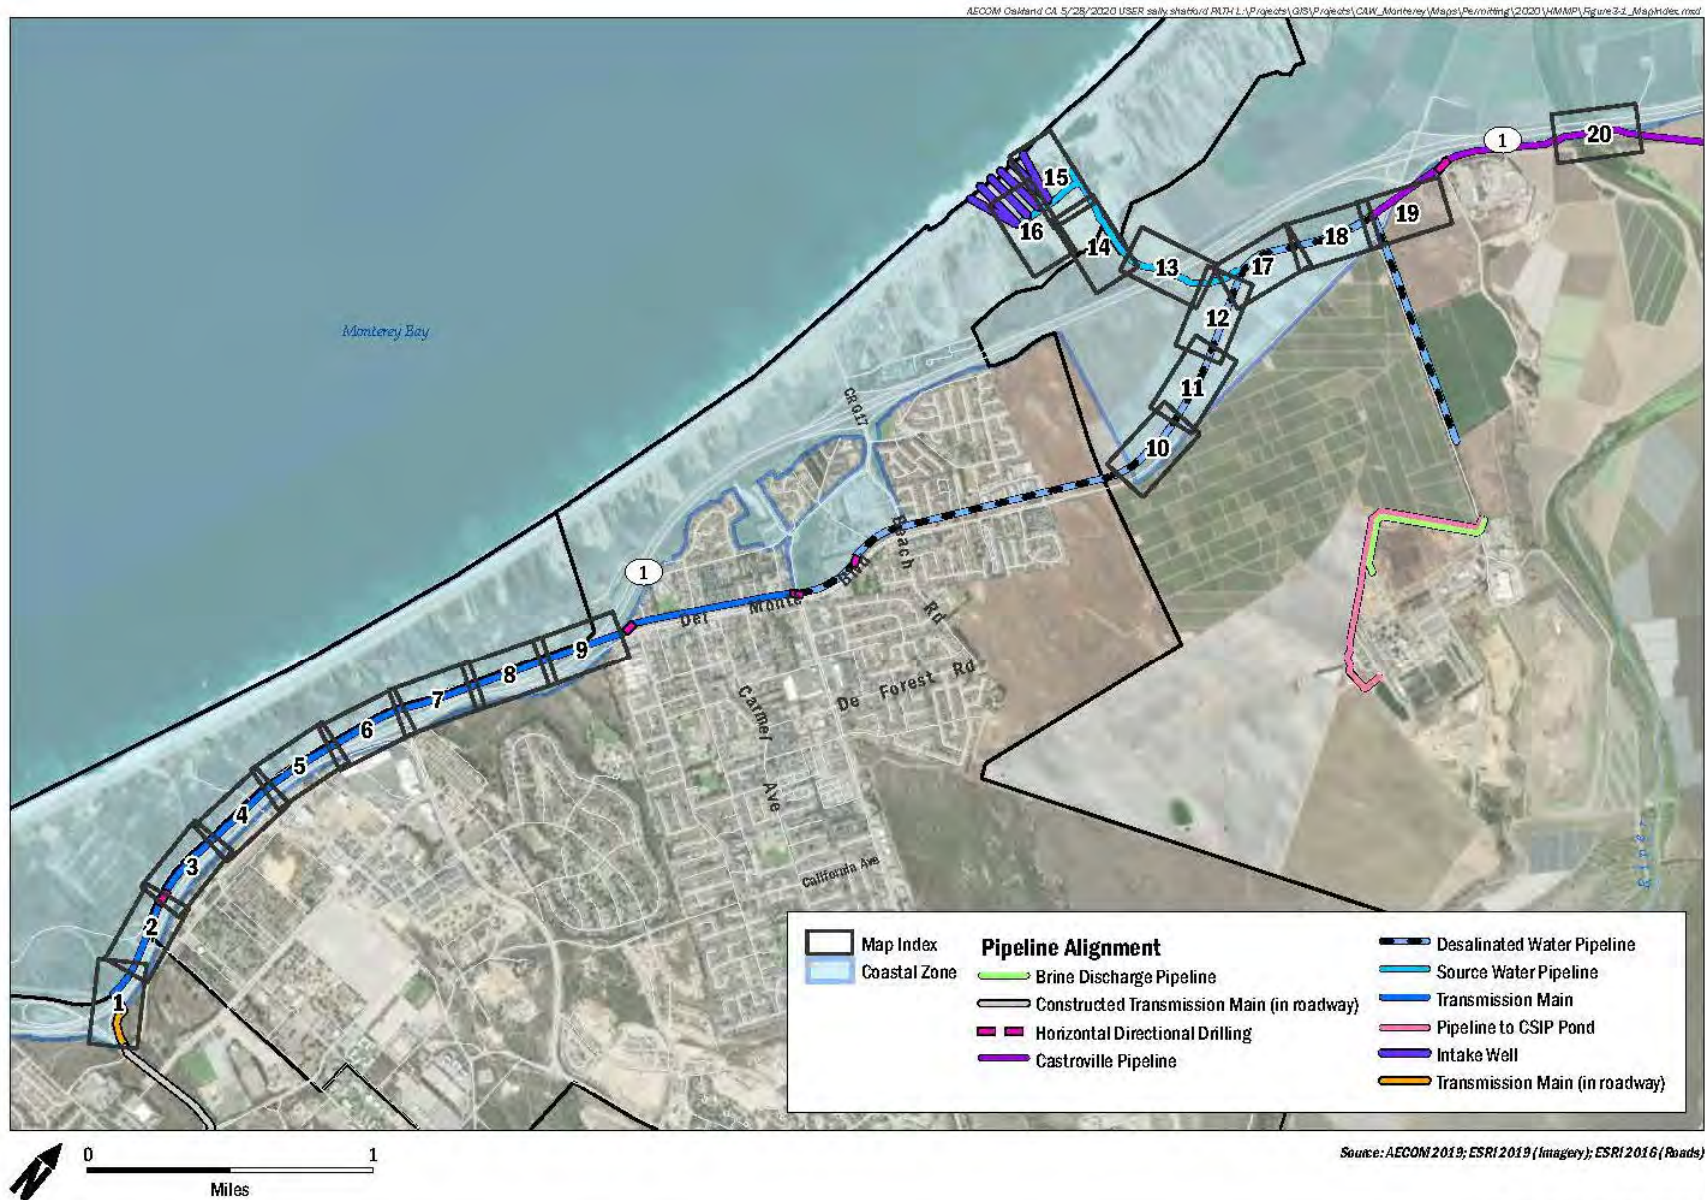 AECOM Oakland CA 5/28/2020 USER sally.shatford PATH L:\Projects\GIS\Projects\CAW_Monterey\Maps\Permitting\2020\HMMP\Figure3-1_MapIndex.mxd
20
1
15
19
16
18
14
13
17
12
Monterey Bay
11
CR G17
10
Beach Rd
1
Del Monte Blvd
9
8
De Forest Rd
7
Carmel Ave
6
5
4
River
3
California Ave
2
1
Map Index
Coastal Zone
Pipeline Alignment
Brine Discharge Pipeline
Constructed Transmission Main (in roadway)
Horizontal Directional Drilling
Castroville Pipeline
Desalinated Water Pipeline
Source Water Pipeline
Transmission Main
Pipeline to CSIP Pond
Intake Well
Transmission Main (in roadway)
N
0 1
Miles
Source: AECOM 2019; ESRI 2019 (Imagery); ESRI 2016 (Roads)